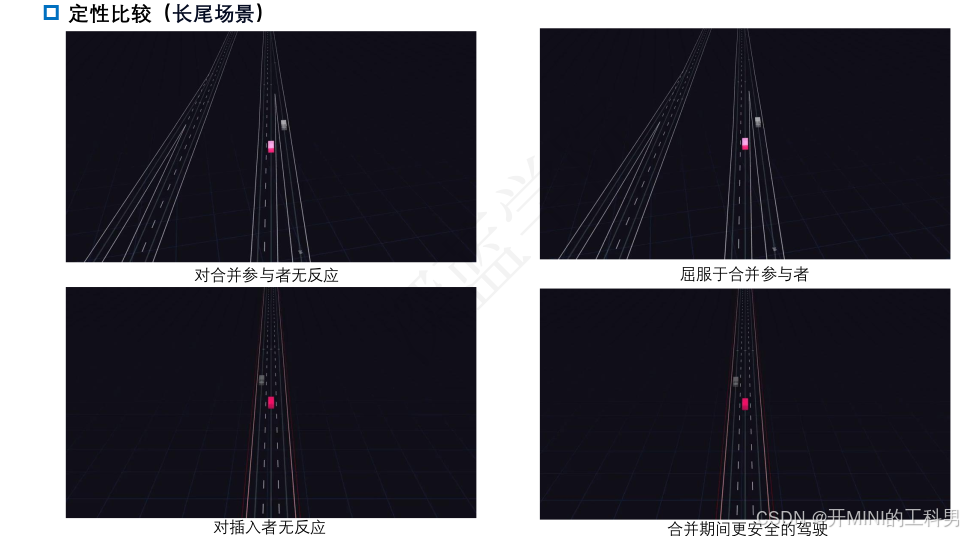 定性比较（长尾场景）
对合并参与者无反应
屈服于合并参与者
对插入者无反应
合并期间更安全的驾驶
CSDN @开MINI的工科男